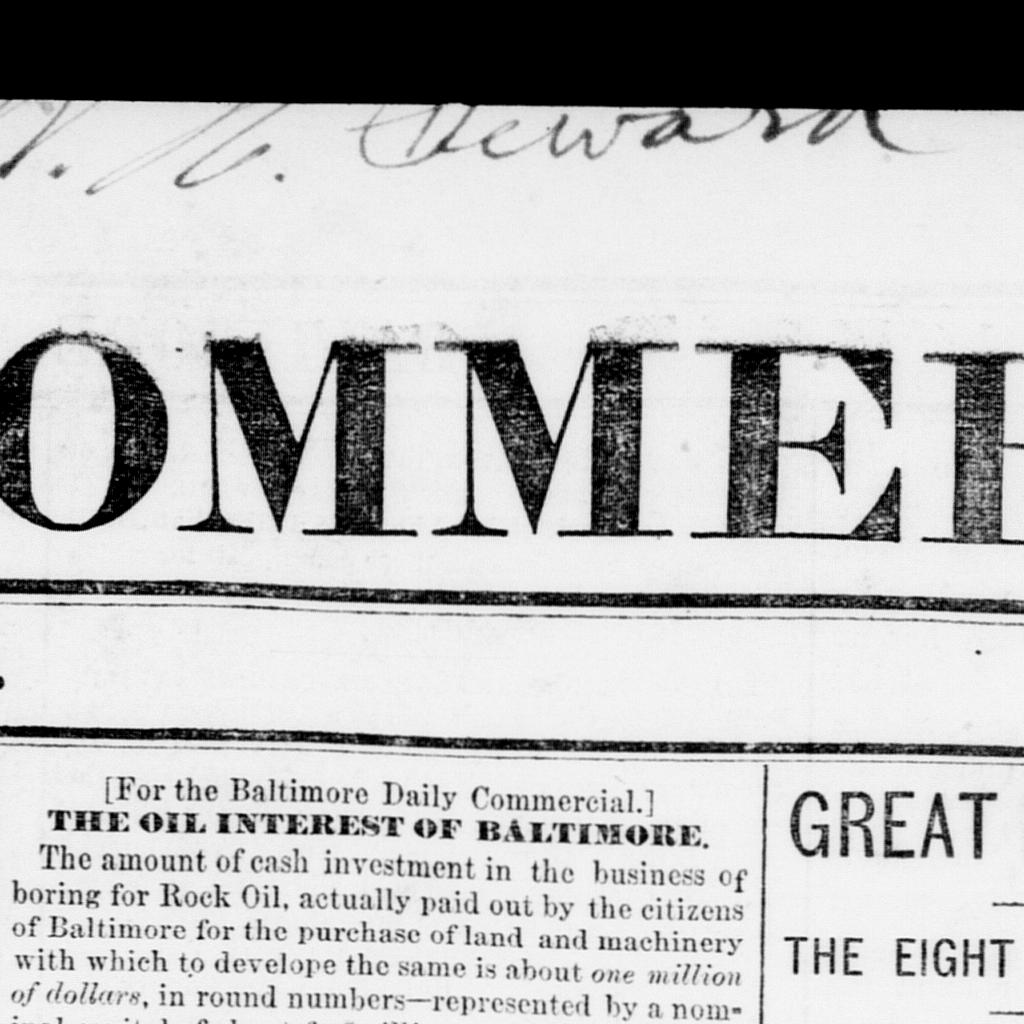 H. Seward
OMME
[For the Baltimore Daily Commercial.]
THE OIL INTEREST OF BALTIMORE.
The amount of cash investment in the business of
boring for Rock Oil, actually paid out by the citizens
of Baltimore for the purchase of land and machinery
with which to develope the same is about one million
of dollars, in round numbers—represented by a nom-
GREAT
THE EIGHT